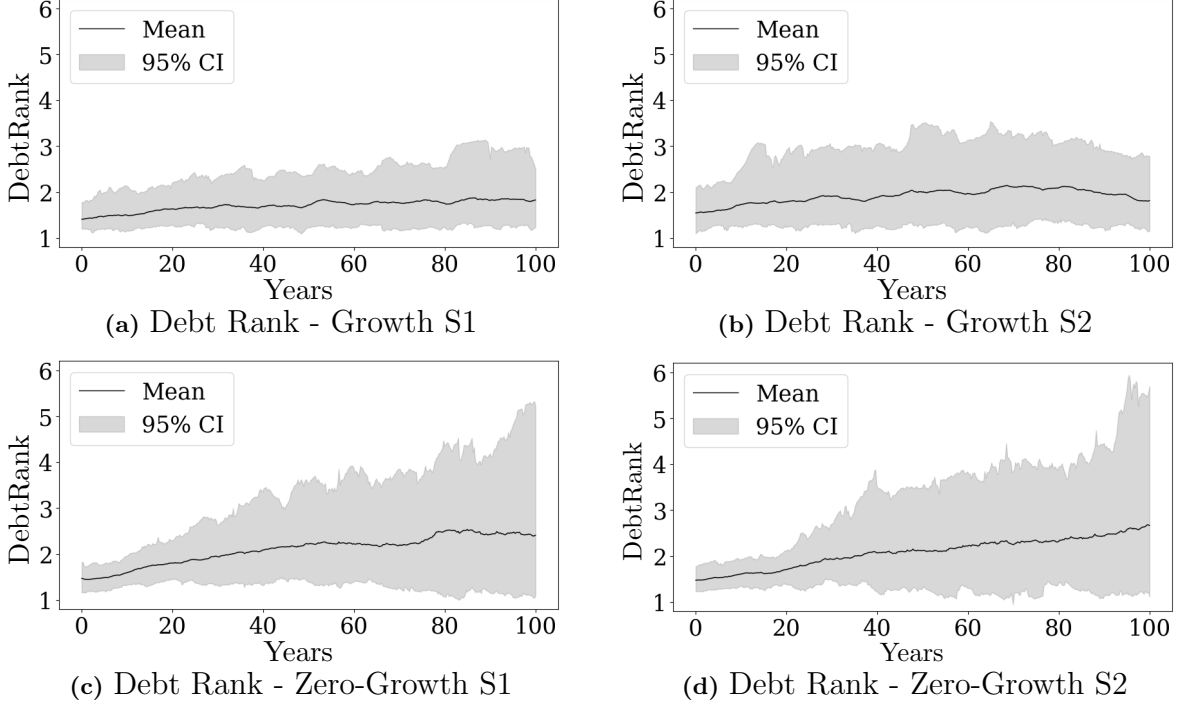 6
5
4
3
2
1
DebtRank
Mean
95% CI
0 20 40 60 80 100
Years
(a) Debt Rank - Growth S1
6
5
4
3
2
1
DebtRank
Mean
95% CI
0 20 40 60 80 100
Years
(b) Debt Rank - Growth S2
6
5
4
3
2
1
DebtRank
Mean
95% CI
0 20 40 60 80 100
Years
(c) Debt Rank - Zero-Growth S1
6
5
4
3
2
1
DebtRank
Mean
95% CI
0 20 40 60 80 100
Years
(d) Debt Rank - Zero-Growth S2